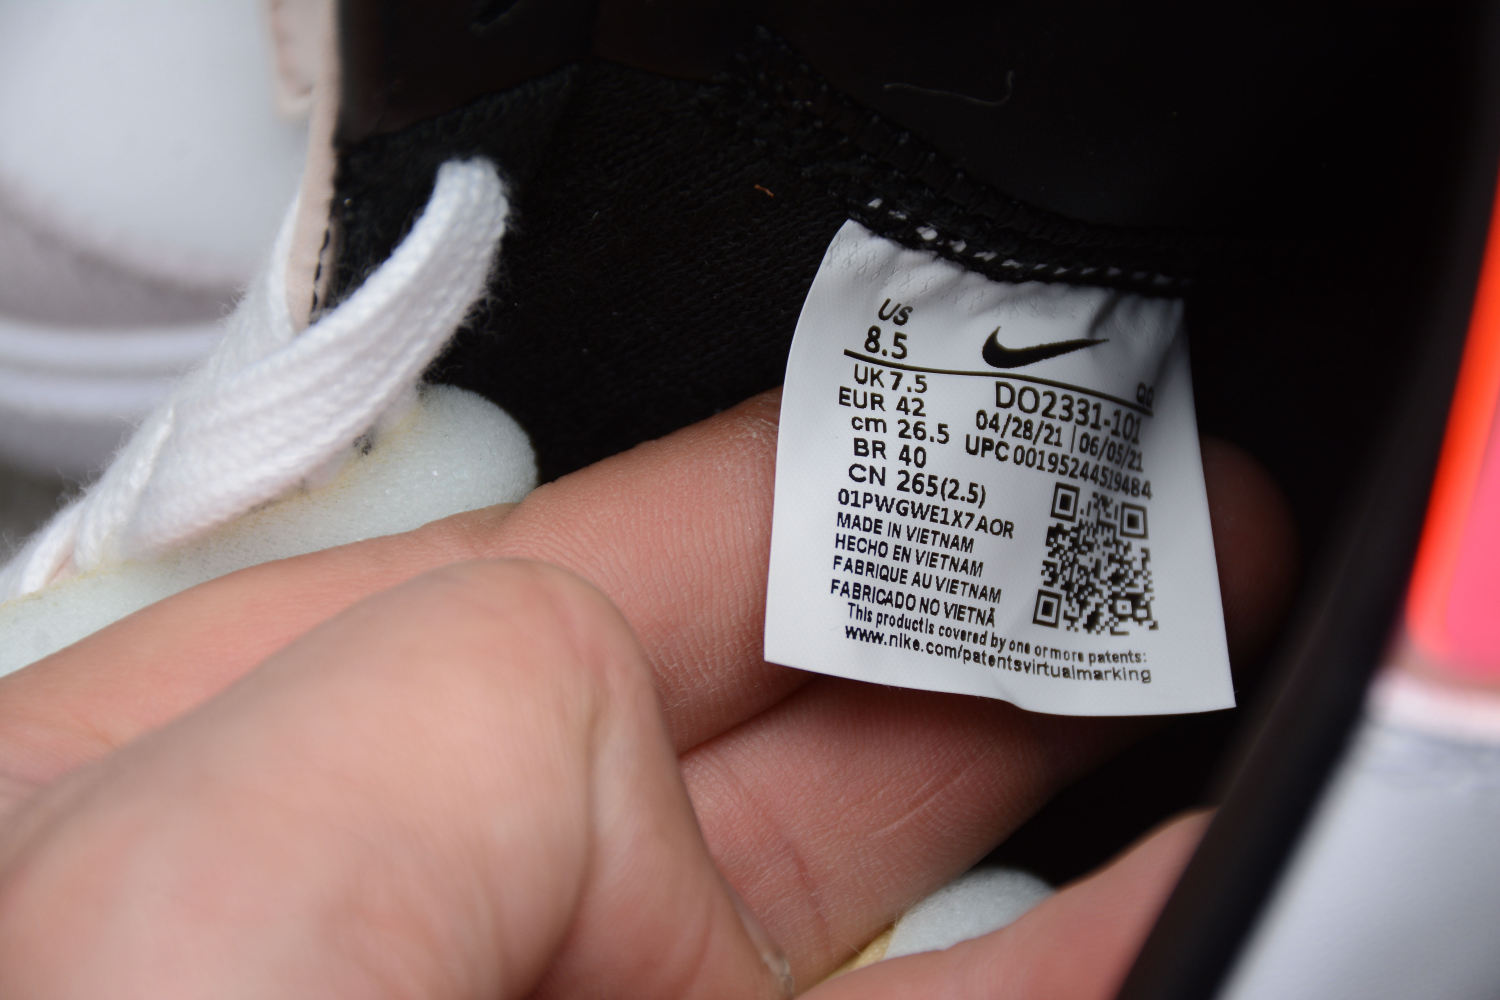 US
8.5
UK 7.5
EUR 42
cm 26.5
BR 40
CN 265(2.5)
QD
DO2331-101
04/28/21 | 06/05/21
UPC 00195244519484
01PWGWE1X7AOR
MADE IN VIETNAM
HECHO EN VIETNAM
FABRIQUE AU VIETNAM
FABRICADO NO VIETNÃ
This product is covered by one or more patents:
www.nike.com/patentsvirtualmarking